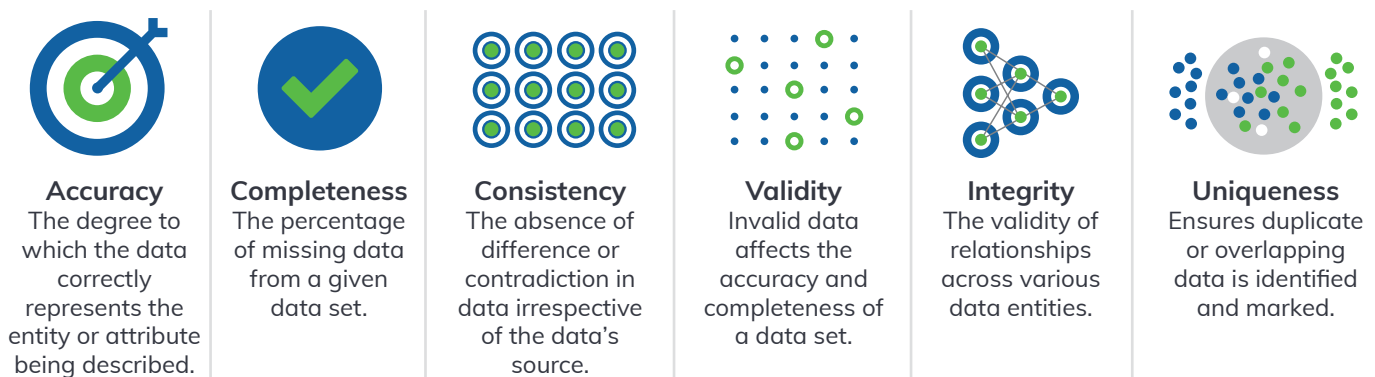 Accuracy
The degree to
which the data
correctly
represents the
entity or attribute
being described.
Completeness
The percentage
of missing data
from a given
data set.
Consistency
The absence of
difference or
contradiction in
data irrespective
of the data's
source.
Validity
Invalid data
affects the
accuracy and
completeness of
a data set.
Integrity
The validity of
relationships
across various
data entities.
Uniqueness
Ensures duplicate
or overlapping
data is identified
and marked.